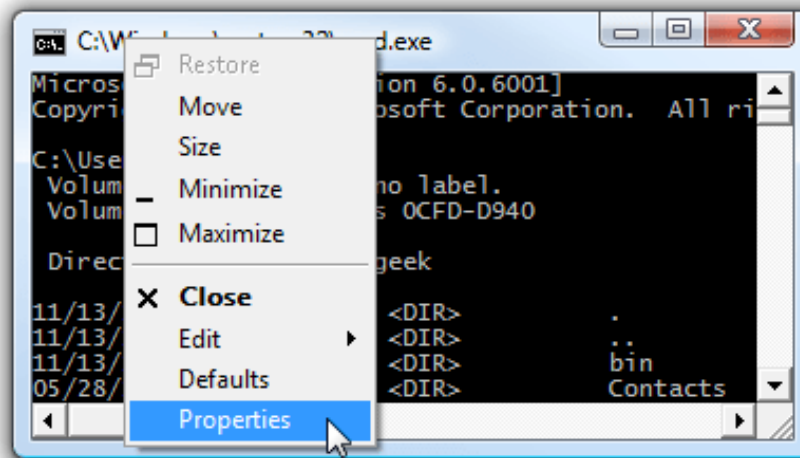 C:\W d.exe
Restore
Micros ion 6.0.6001]
Copyri osoft Corporation. All ri
Move
Size
C:\Use
Volum no label.
Minimize
Volum s 0CFD-D940
Maximize
Direc geek
Close
11/13/ <DIR> .
11/13/ <DIR> ..
Edit
11/13/ <DIR> bin
05/28/ <DIR> Contacts
Defaults
Properties